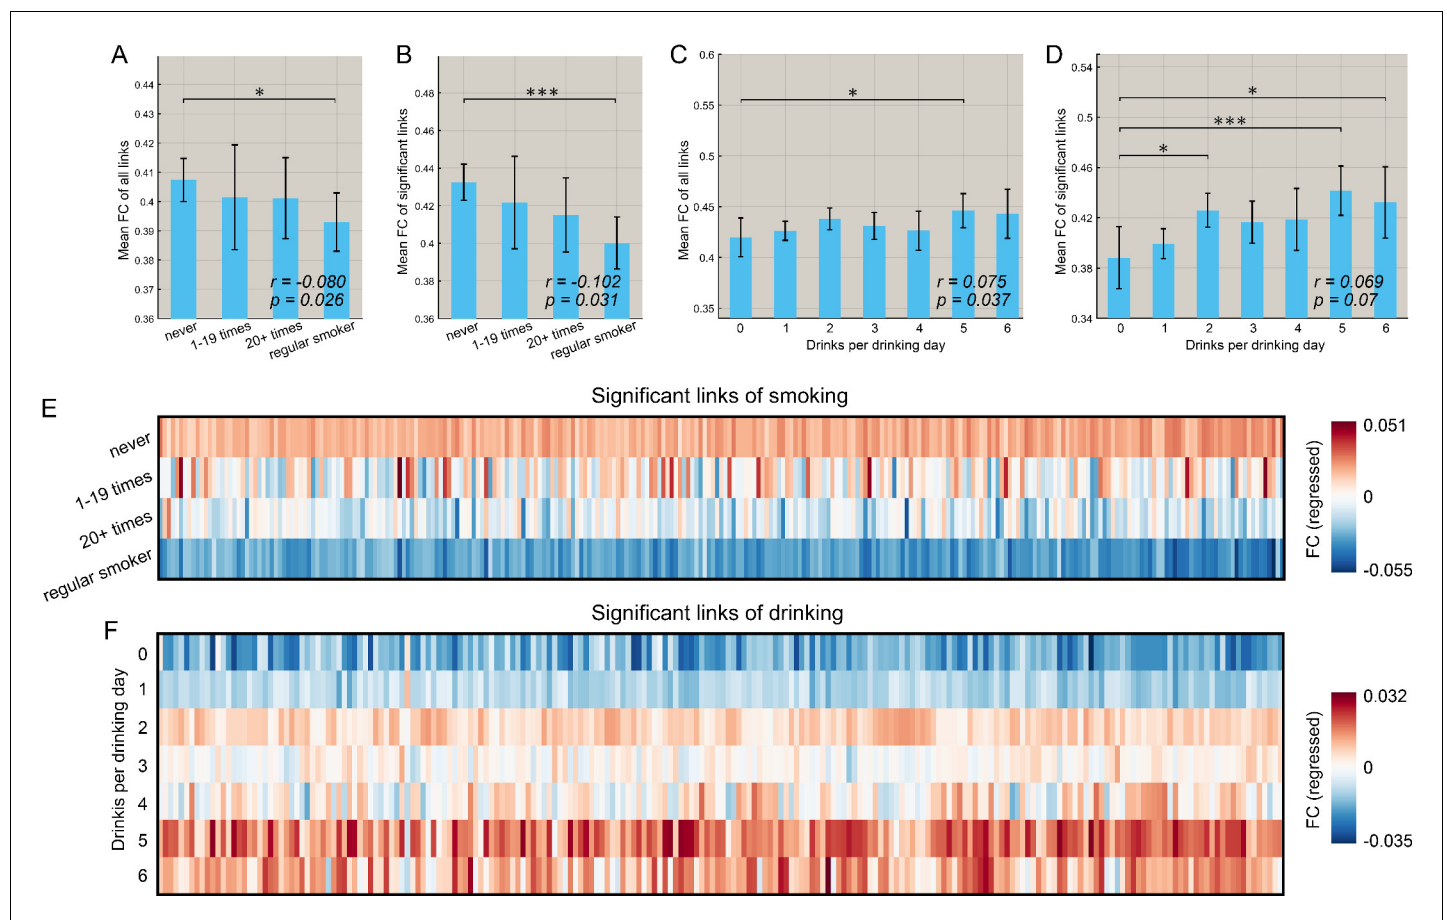 A
Mean FC of all links
0.44
0.43
0.42
0.41
0.4
0.39
0.38
0.37
0.36
*
r = -0.080
p = 0.026
never
1-19 times
20+ times
regular smoker
B
Mean FC of significant links
0.48
0.46
0.44
0.42
0.4
0.38
0.36
***
r = -0.102
p = 0.031
never
1-19 times
20+ times
regular smoker
C
Mean FC of all links
0.6
0.55
0.5
0.45
0.4
0.35
*
r = 0.075
p = 0.037
0 1 2 3 4 5 6
Drinks per drinking day
D
Mean FC of significant links
0.54
0.5
0.46
0.42
0.38
0.34
*
***
*
r = 0.069
p = 0.07
0 1 2 3 4 5 6
Drinks per drinking day
E
Significant links of smoking
never
1-19 times
20+ times
regular smoker
FC (regressed)
0.051
0
-0.055
F
Significant links of drinking
Drinkis per drinking day
0
1
2
3
4
5
6
FC (regressed)
0.032
0
-0.035